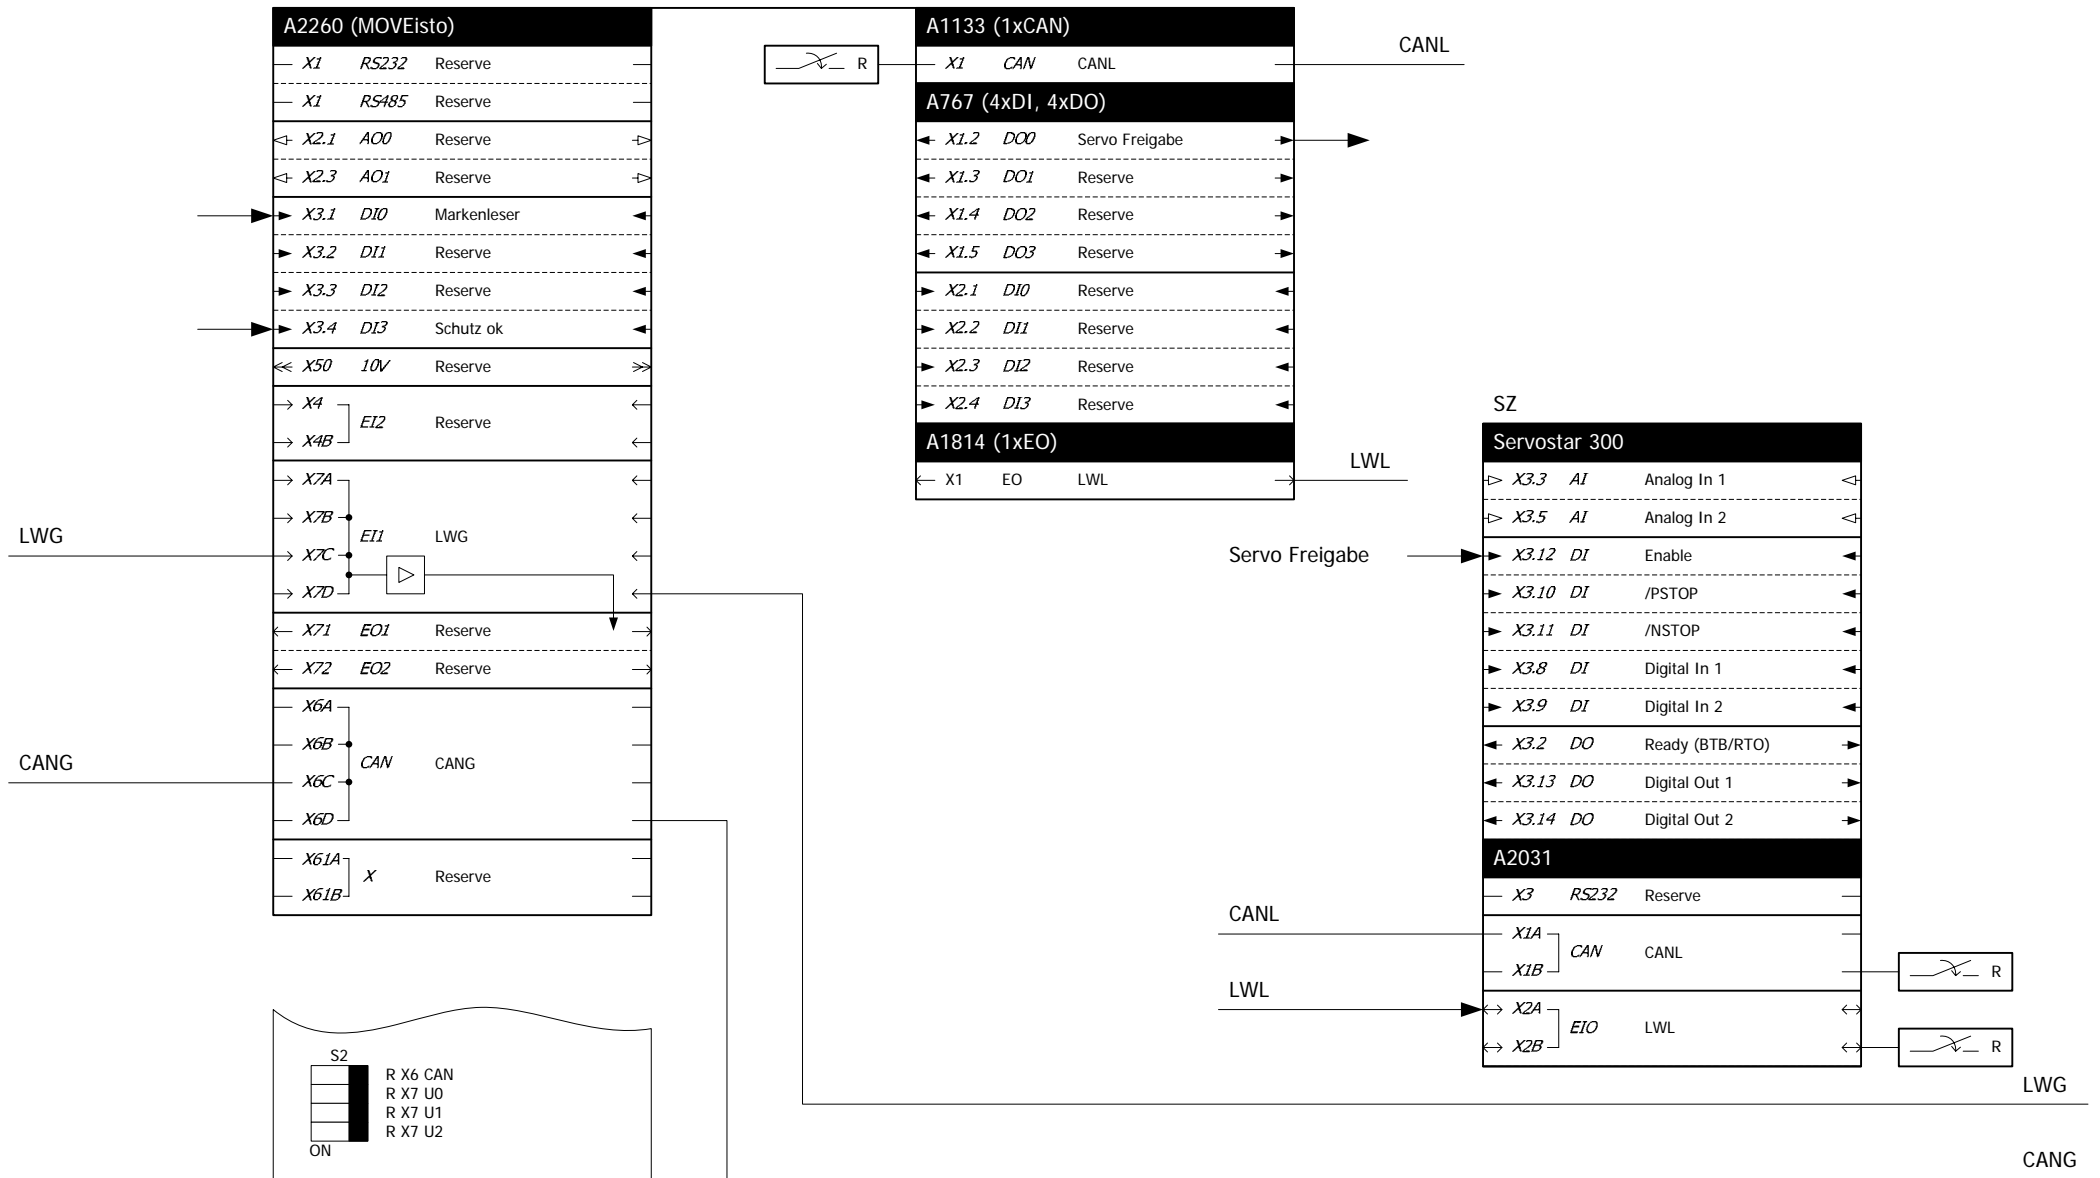 A2260 (MOVEisto)
X1 RS232 Reserve
X1 RS485 Reserve
X2.1 AO0 Reserve
X2.3 AO1 Reserve
X3.1 DI0 Markenleser
X3.2 DI1 Reserve
X3.3 DI2 Reserve
X3.4 DI3 Schutz ok
X50 10V Reserve
X4
EI2 Reserve
X4B
X7A
X7B
LWG
EI1 LWG
X7C
X7D
X71 EO1 Reserve
X72 EO2 Reserve
X6A
X6B
CANG
CAN CANG
X6C
X6D
X61A
X Reserve
X61B
S2
R X6 CAN
R X7 U0
R X7 U1
R X7 U2
ON
A1133 (1xCAN)
CANL
R
X1 CAN CANL
A767 (4xDI, 4xDO)
X1.2 DO0 Servo Freigabe
X1.3 DO1 Reserve
X1.4 DO2 Reserve
X1.5 DO3 Reserve
X2.1 DI0 Reserve
X2.2 DI1 Reserve
X2.3 DI2 Reserve
X2.4 DI3 Reserve
A1814 (1xEO)
LWL
X1 EO LWL
SZ
Servostar 300
X3.3 AI Analog In 1
X3.5 AI Analog In 2
Servo Freigabe
X3.12 DI Enable
X3.10 DI /PSTOP
X3.11 DI /NSTOP
X3.8 DI Digital In 1
X3.9 DI Digital In 2
X3.2 DO Ready (BTB/RTO)
X3.13 DO Digital Out 1
X3.14 DO Digital Out 2
A2031
X3 RS232 Reserve
CANL
X1A
CAN CANL
X1B
R
LWL
X2A
EIO LWL
X2B
R
LWG
CANG